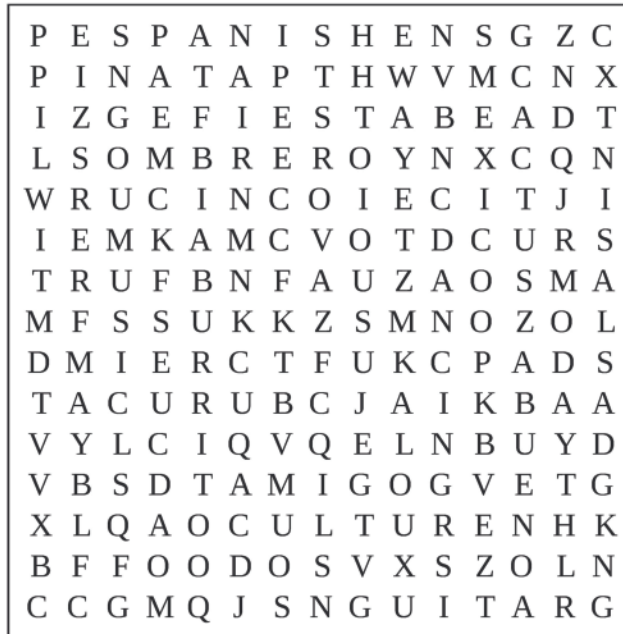 P E S P A N I S H E N S G Z C
P I N A T A P T H W V M C N X
I Z G E F I E S T A B E A D T
L S O M B R E R O Y N X C Q N
W R U C I N C O I E C I T J I
I E M K A M C V O T D C U R S
T R U F B N F A U Z A O S M A
M F S S U K K Z S M N O Z O L
D M I E R C T F U K C P A D S
T A C U R U B C J A I K B A A
V Y L C I Q V Q E L N B U Y D
V B S D T A M I G O G V E T G
X L Q A O C U L T U R E N H K
B F F O O D O S V X S Z O L N
C C G M Q J S N G U I T A R G